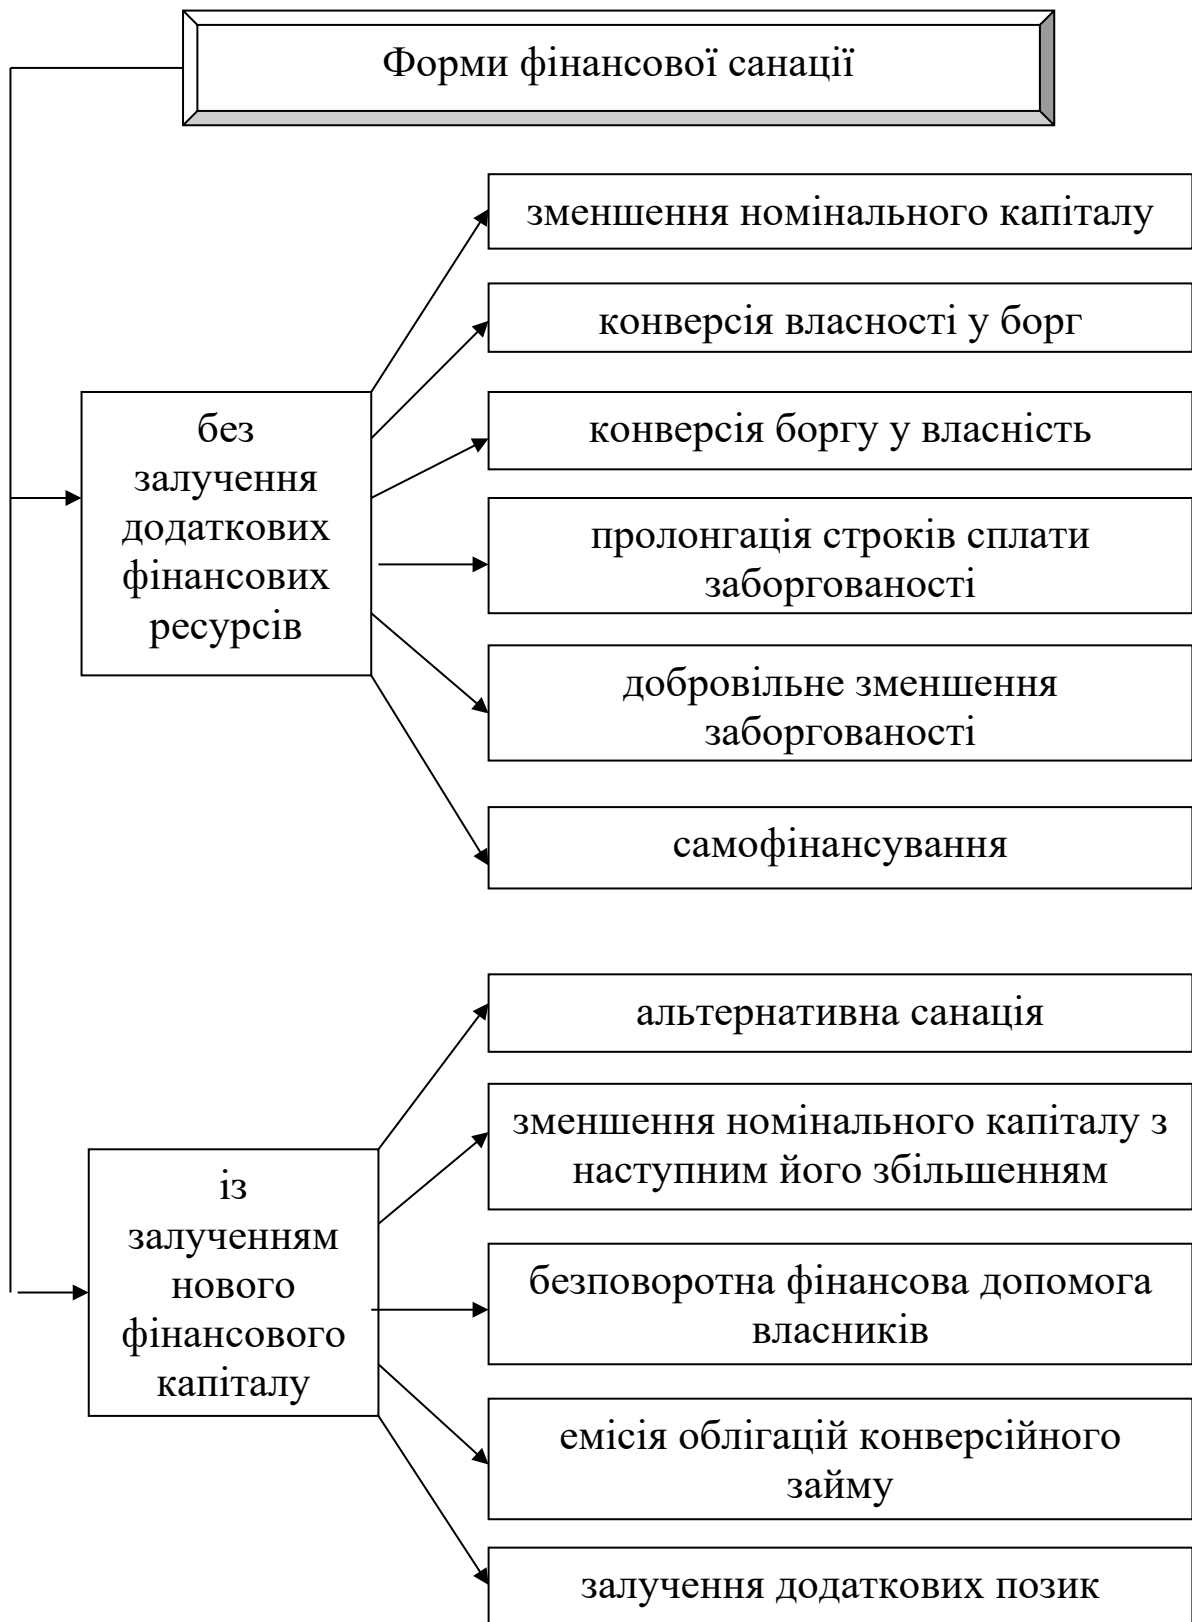 Форми фінансової санації
без
залучення
додаткових
фінансових
ресурсів
зменшення номінального капіталу
конверсія власності у борг
конверсія боргу у власність
пролонгація строків сплати
заборгованості
добровільне зменшення
заборгованості
самофінансування
із
залученням
нового
фінансового
капіталу
альтернативна санація
зменшення номінального капіталу з
наступним його збільшенням
безповоротна фінансова допомога
власників
емісія облігацій конверсійного
займу
залучення додаткових позик